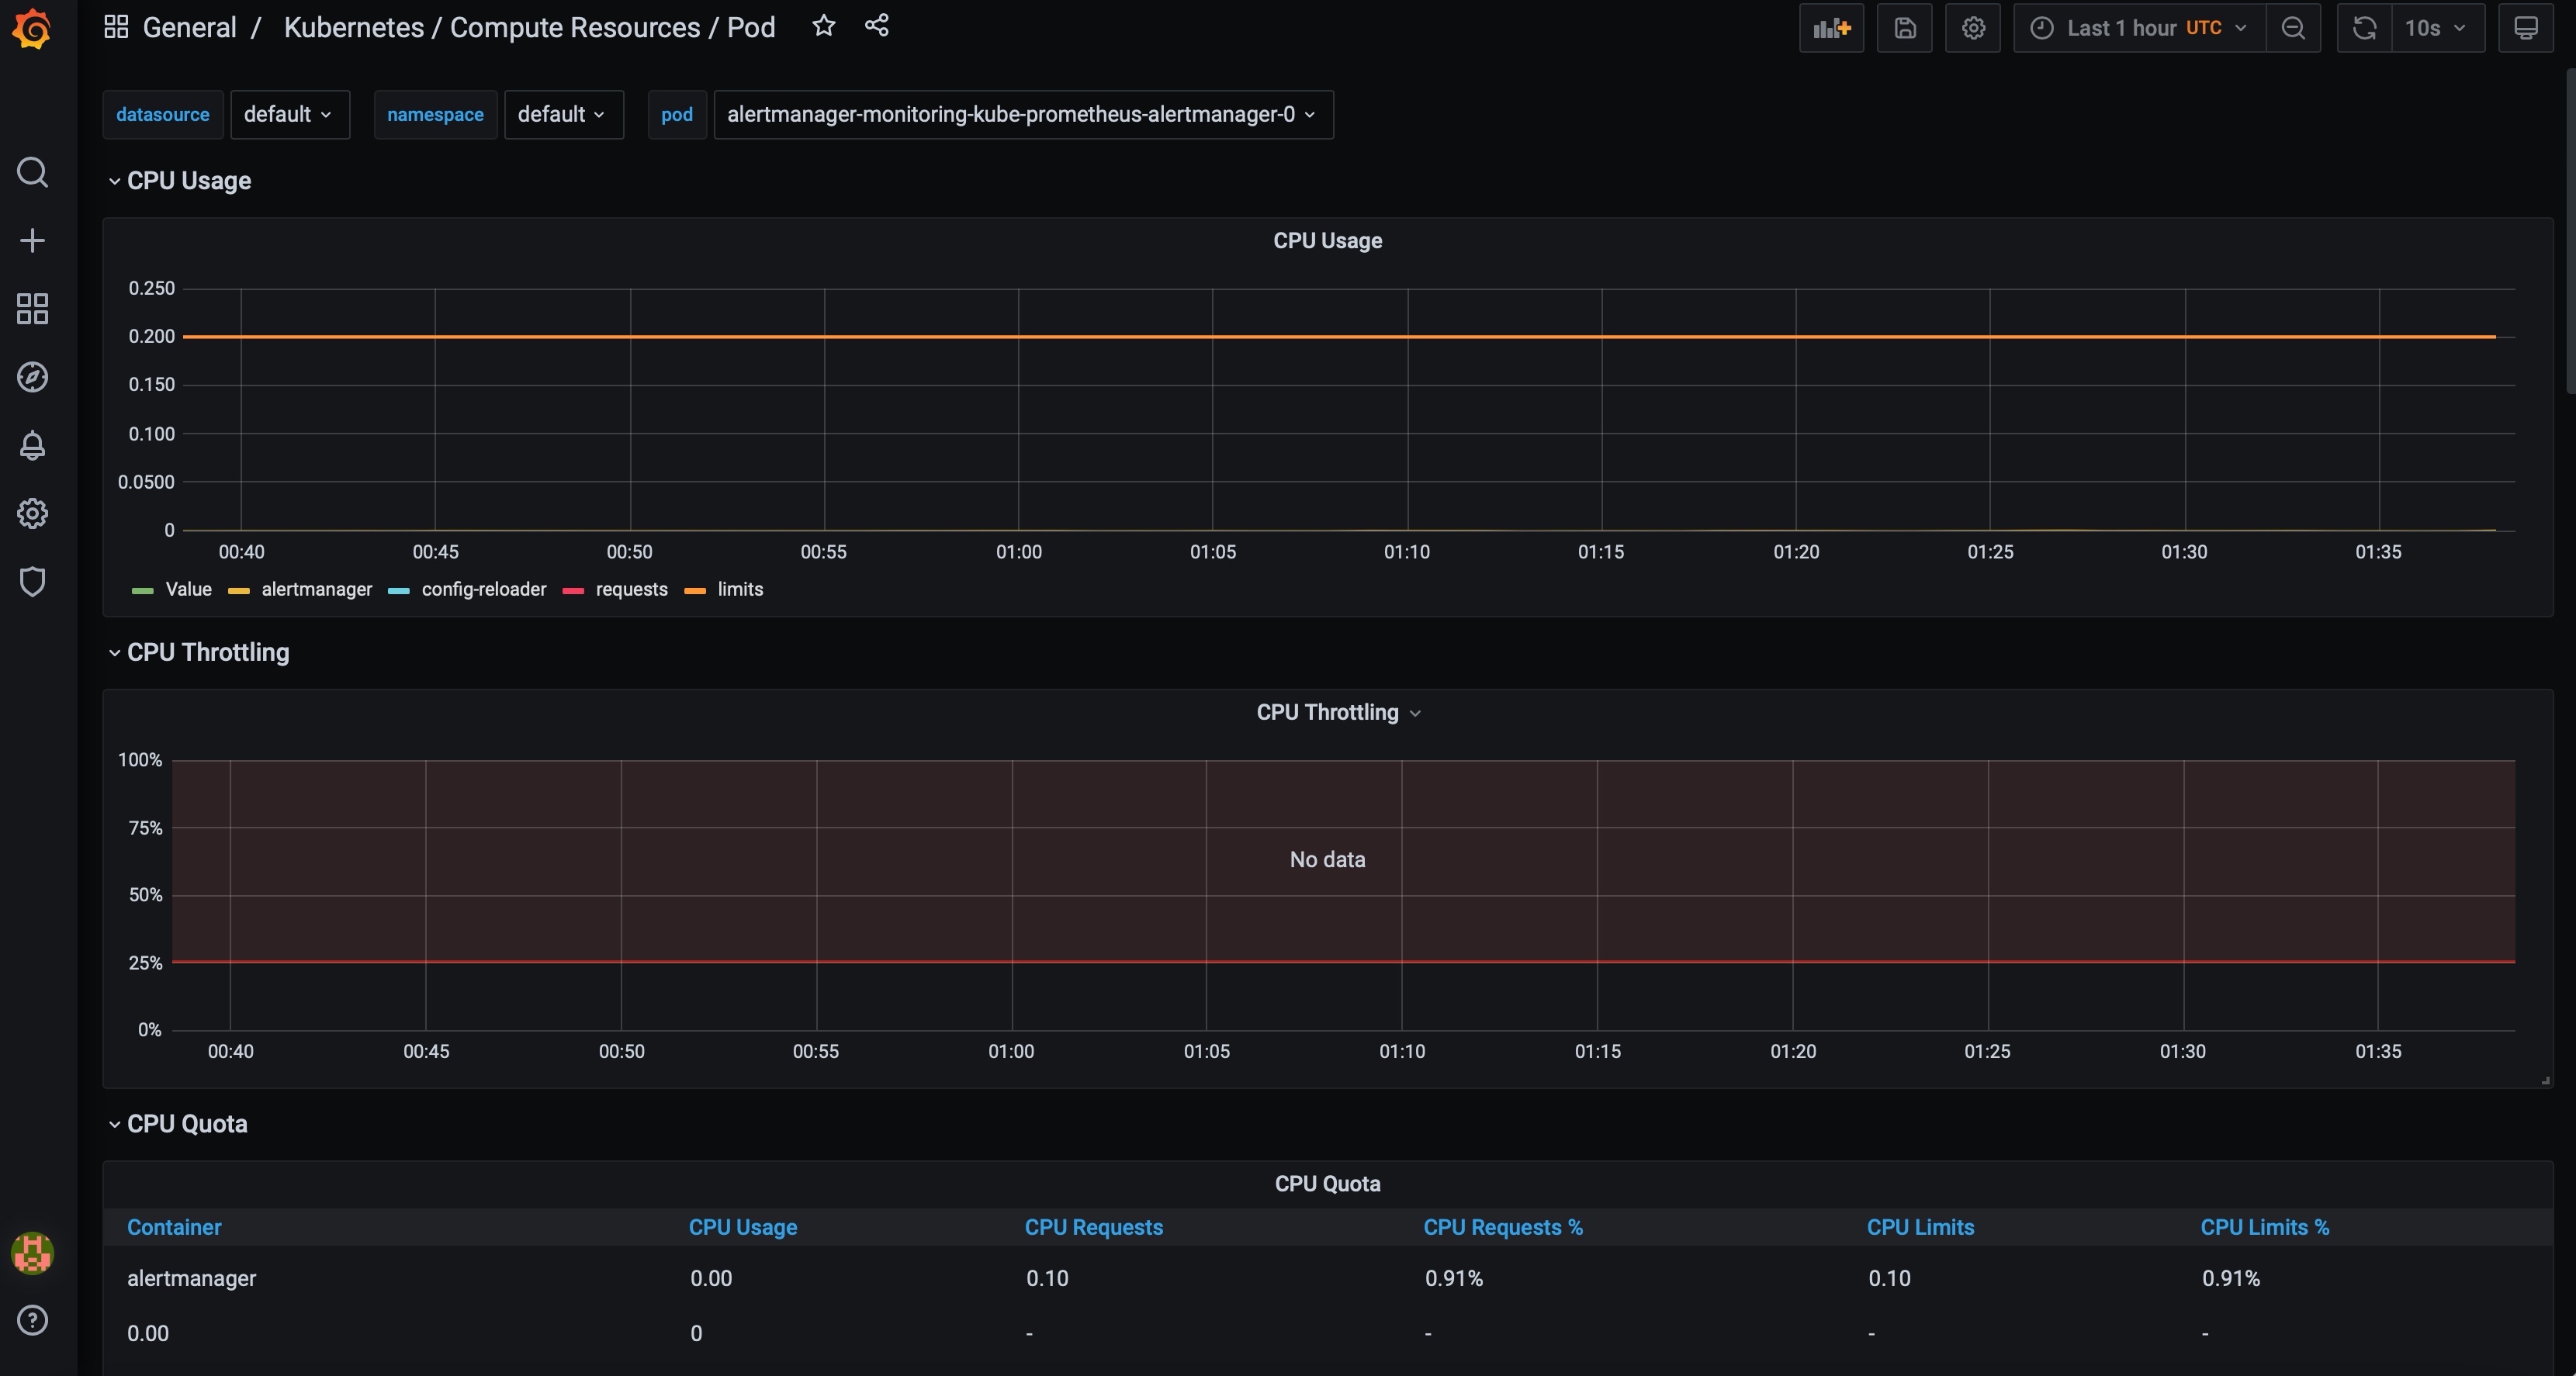 General / Kubernetes / Compute Resources / Pod
Last 1 hour UTC
10s
datasource default namespace default pod alertmanager-monitoring-kube-prometheus-alertmanager-0
CPU Usage
CPU Usage
0.250
0.200
0.150
0.100
0.0500
0
00:40 00:45 00:50 00:55 01:00 01:05 01:10 01:15 01:20 01:25 01:30 01:35
Value alertmanager config-reloader requests limits
CPU Throttling
CPU Throttling
100%
75%
No data
50%
25%
0%
00:40 00:45 00:50 00:55 01:00 01:05 01:10 01:15 01:20 01:25 01:30 01:35
CPU Quota
CPU Quota
Container CPU Usage CPU Requests CPU Requests % CPU Limits CPU Limits %
alertmanager 0.00 0.10 0.91% 0.10 0.91%
0.00 0 - - - -